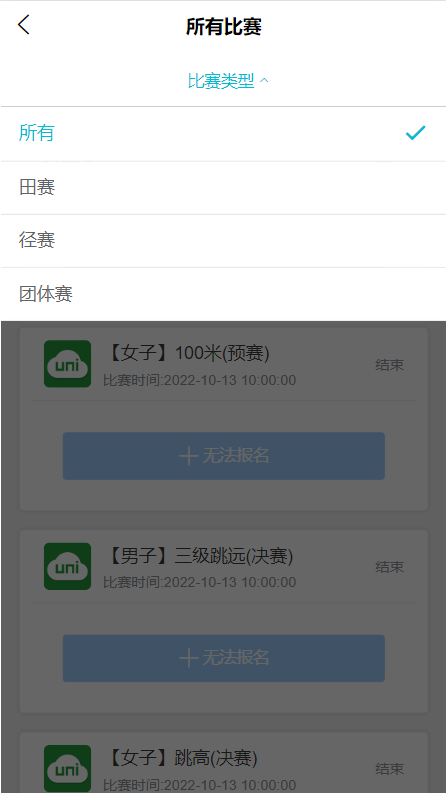 所有比赛
比赛类型
所有
田赛
径赛
团体赛
【女子】100米(预赛)
结束
比赛时间:2022-10-13 10:00:00
uni
无法报名
【男子】三级跳远(决赛)
结束
比赛时间:2022-10-13 10:00:00
uni
无法报名
【女子】跳高(决赛)
结束
比赛时间:2022-10-13 10:00:00
uni